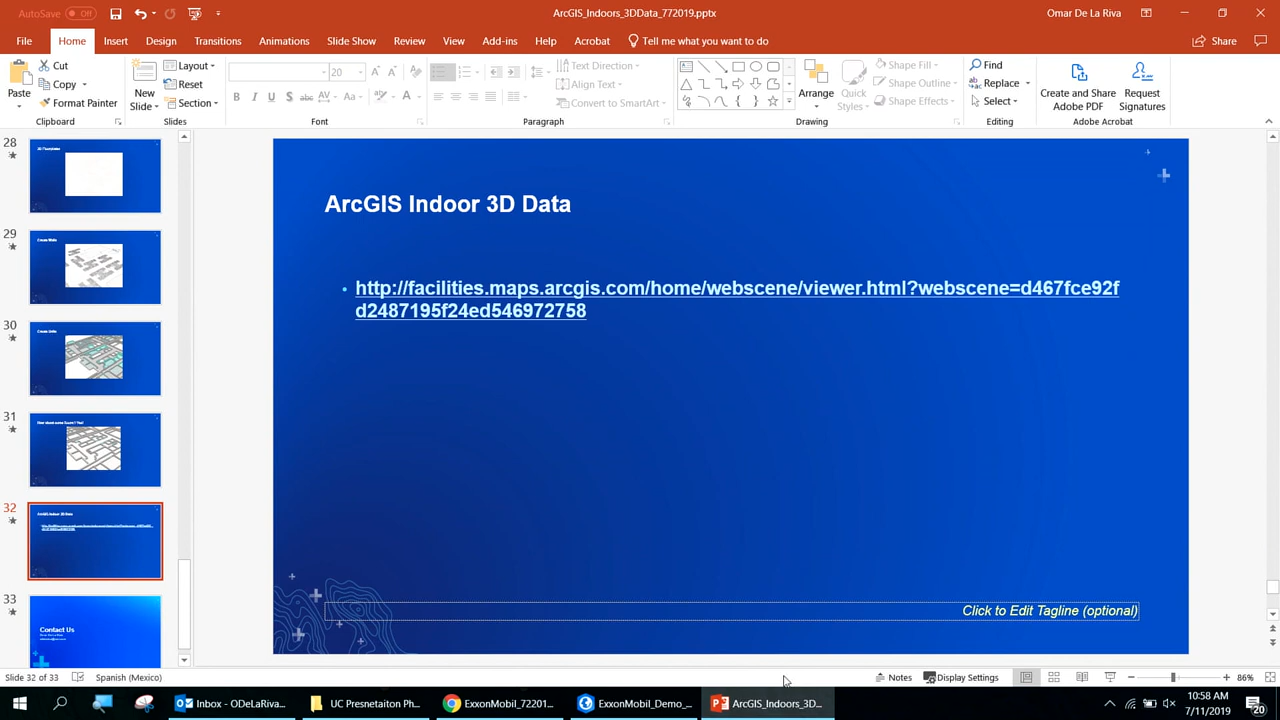 AutoSave Off
ArcGIS_Indoors_3DData_772019.pptx
Omar De La Riva
File Home Insert Design Transitions Animations Slide Show Review View Add-ins Help Acrobat Tell me what you want to do Share
Paste
Cut
Copy
Format Painter
Clipboard
New Slide
Layout
Reset
Section
Slides
20
Font
Text Direction
Align Text
Convert to SmartArt
Paragraph
Arrange
Quick Styles
Shape Fill
Shape Outline
Shape Effects
Drawing
Find
Replace
Select
Editing
Create and Share Adobe PDF
Request Signatures
Adobe Acrobat
28
29
30
31
32
ArcGIS Indoor 3D Data
33
Contact Us
ArcGIS Indoor 3D Data
http://facilities.maps.arcgis.com/home/webscene/viewer.html?webscene=d467fce92f
d2487195f24ed546972758
Click to Edit Tagline (optional)
Slide 32 of 33 Spanish (Mexico) Notes Display Settings 86%
Inbox - ODeLaRiva... UC Presnetaiton Ph... ExxonMobil_72201... ExxonMobil_Demo_... ArcGIS_Indoors_3D...
10:58 AM
7/11/2019
20